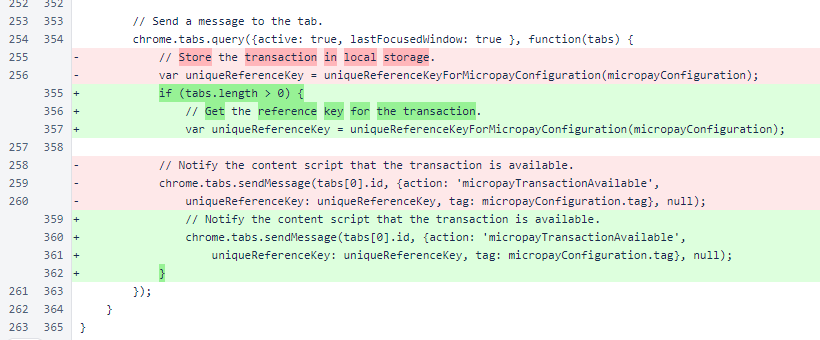 252 352
253 353 // Send a message to the tab.
254 354 chrome.tabs.query({active: true, lastFocusedWindow: true }, function(tabs) {
255 - // Store the transaction in local storage.
256 - var uniqueReferenceKey = uniqueReferenceKeyForMicropayConfiguration(micropayConfiguration);
355 + if (tabs.length > 0) {
356 + // Get the reference key for the transaction.
357 + var uniqueReferenceKey = uniqueReferenceKeyForMicropayConfiguration(micropayConfiguration);
257 358
258 - // Notify the content script that the transaction is available.
259 - chrome.tabs.sendMessage(tabs[0].id, {action: 'micropayTransactionAvailable',
260 - uniqueReferenceKey: uniqueReferenceKey, tag: micropayConfiguration.tag}, null);
359 + // Notify the content script that the transaction is available.
360 + chrome.tabs.sendMessage(tabs[0].id, {action: 'micropayTransactionAvailable',
361 + uniqueReferenceKey: uniqueReferenceKey, tag: micropayConfiguration.tag}, null);
362 + }
261 363 });
262 364 }
263 365 }